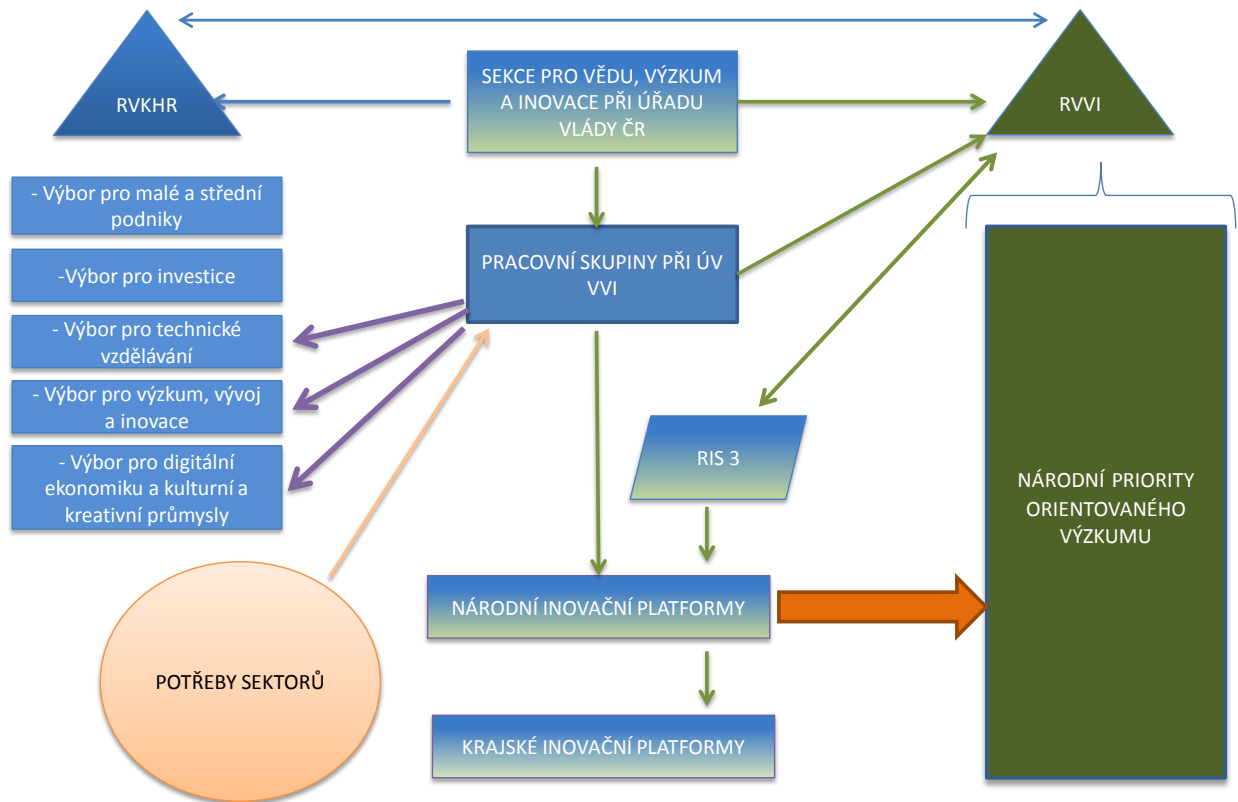 RVKHR
SEKCE PRO VĚDU, VÝZKUM
A INOVACE PŘI ÚŘADU
VLÁDY ČR
RVVI
- Výbor pro malé a střední
podniky
-Výbor pro investice
- Výbor pro technické
vzdělávání
- Výbor pro výzkum, vývoj
a inovace
- Výbor pro digitální
ekonomiku a kulturní a
kreativní průmysly
PRACOVNÍ SKUPINY PŘI ÚV
VVI
RIS 3
NÁRODNÍ PRIORITY
ORIENTOVANÉHO
VÝZKUMU
NÁRODNÍ INOVAČNÍ PLATFORMY
POTŘEBY SEKTORŮ
KRAJSKÉ INOVAČNÍ PLATFORMY